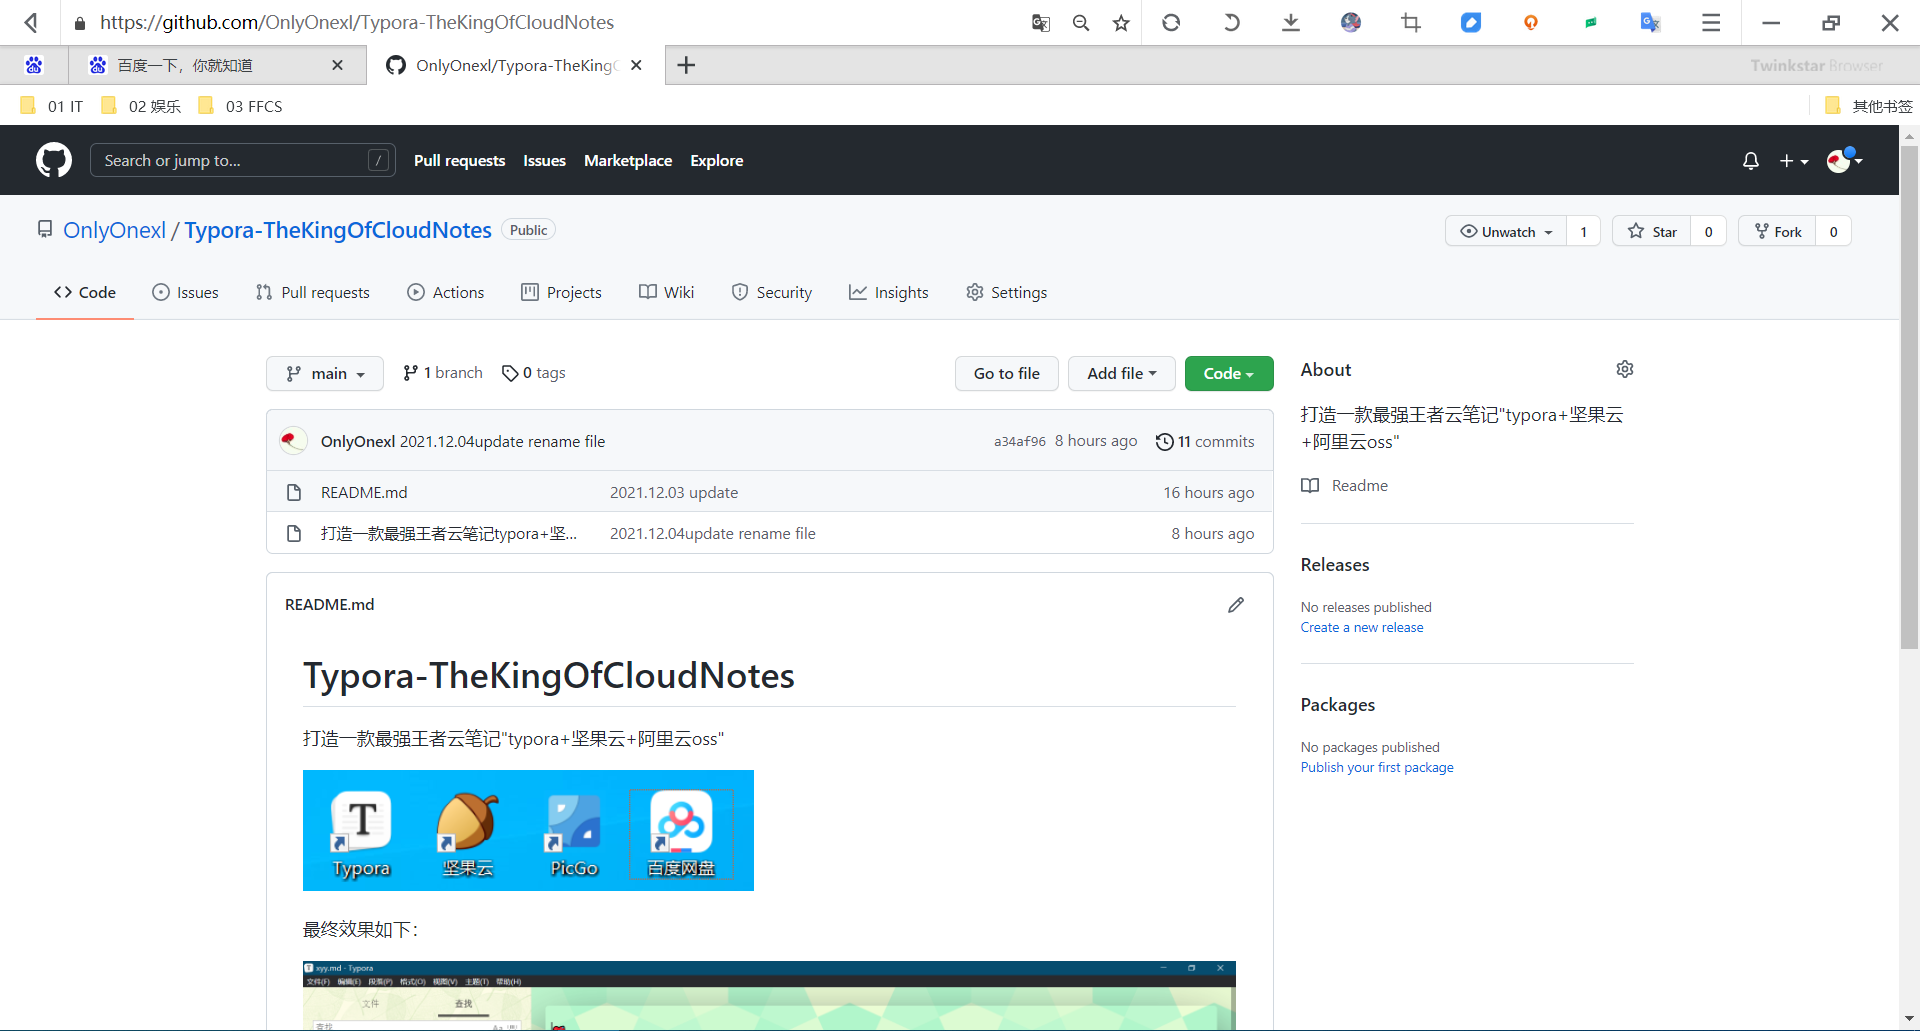 https://github.com/OnlyOnexl/Typora-TheKingOfCloudNotes
百度一下，你就知道
OnlyOnexl/Typora-TheKing
Twinkstar Browser
01 IT 02 娱乐 03 FFCS 其他书签
Search or jump to... / Pull requests Issues Marketplace Explore
OnlyOnexl / Typora-TheKingOfCloudNotes Public
Unwatch 1 Star 0 Fork 0
Code Issues Pull requests Actions Projects Wiki Security Insights Settings
main 1 branch 0 tags Go to file Add file Code
OnlyOnexl 2021.12.04update rename file a34af96 8 hours ago 11 commits
README.md 2021.12.03 update 16 hours ago
打造一款最强王者云笔记typora+坚... 2021.12.04update rename file 8 hours ago
README.md
Typora-TheKingOfCloudNotes
打造一款最强王者云笔记"typora+坚果云+阿里云oss"
Typora 坚果云 PicGo 百度网盘
最终效果如下：
xyy.md - Typora
文件(F) 编辑(E) 段落(P) 格式(O) 视图(V) 主题(T) 帮助(H)
文件 查找
查找 Aa
About
打造一款最强王者云笔记"typora+坚果云
+阿里云oss"
Readme
Releases
No releases published
Create a new release
Packages
No packages published
Publish your first package